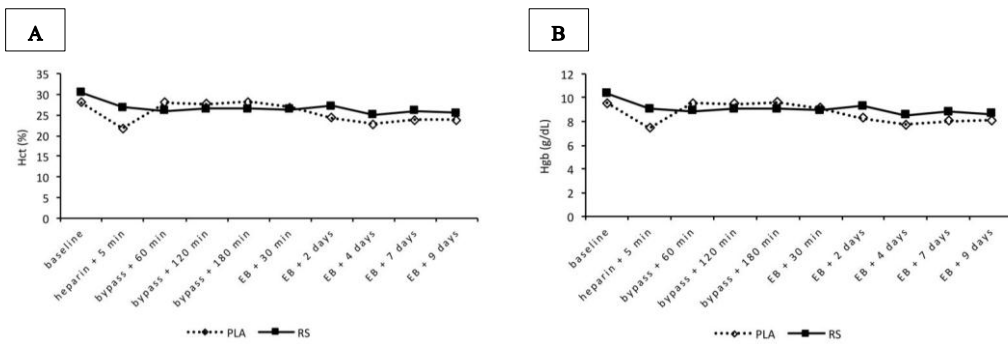 A
35
30
25
20
15
10
5
0
Hct (%)
baseline
heparin + 5 min
bypass + 60 min
bypass + 120 min
bypass + 180 min
EB + 30 min
EB + 2 days
EB + 4 days
EB + 7 days
EB + 9 days
PLA RS
B
12
10
8
6
4
2
0
Hgb (g/dL)
baseline
heparin + 5 min
bypass + 60 min
bypass + 120 min
bypass + 180 min
EB + 30 min
EB + 2 days
EB + 4 days
EB + 7 days
EB + 9 days
PLA RS